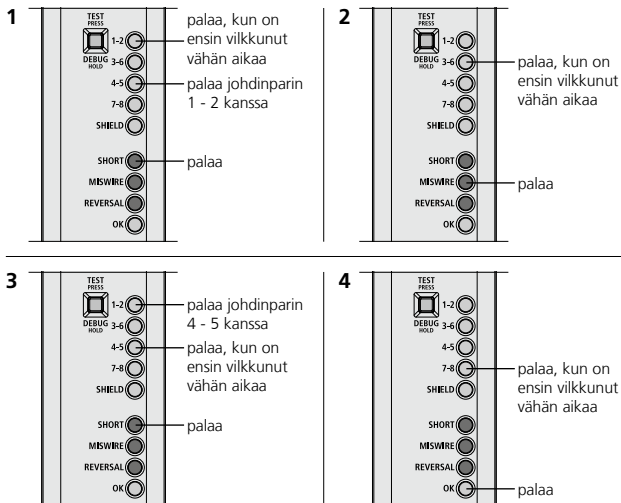 1
TEST
PRESS
1-2
DEBUG
HOLD
3-6
4-5
7-8
SHIELD
SHORT
MISWIRE
REVERSAL
OK
palaa, kun on
ensin vilkkunut
vähän aikaa
palaa johdinparin
1 - 2 kanssa
palaa
2
TEST
PRESS
1-2
DEBUG
HOLD
3-6
4-5
7-8
SHIELD
SHORT
MISWIRE
REVERSAL
OK
palaa, kun on
ensin vilkkunut
vähän aikaa
palaa
3
TEST
PRESS
1-2
DEBUG
HOLD
3-6
4-5
7-8
SHIELD
SHORT
MISWIRE
REVERSAL
OK
palaa johdinparin
4 - 5 kanssa
palaa, kun on
ensin vilkkunut
vähän aikaa
palaa
4
TEST
PRESS
1-2
DEBUG
HOLD
3-6
4-5
7-8
SHIELD
SHORT
MISWIRE
REVERSAL
OK
palaa, kun on
ensin vilkkunut
vähän aikaa
palaa